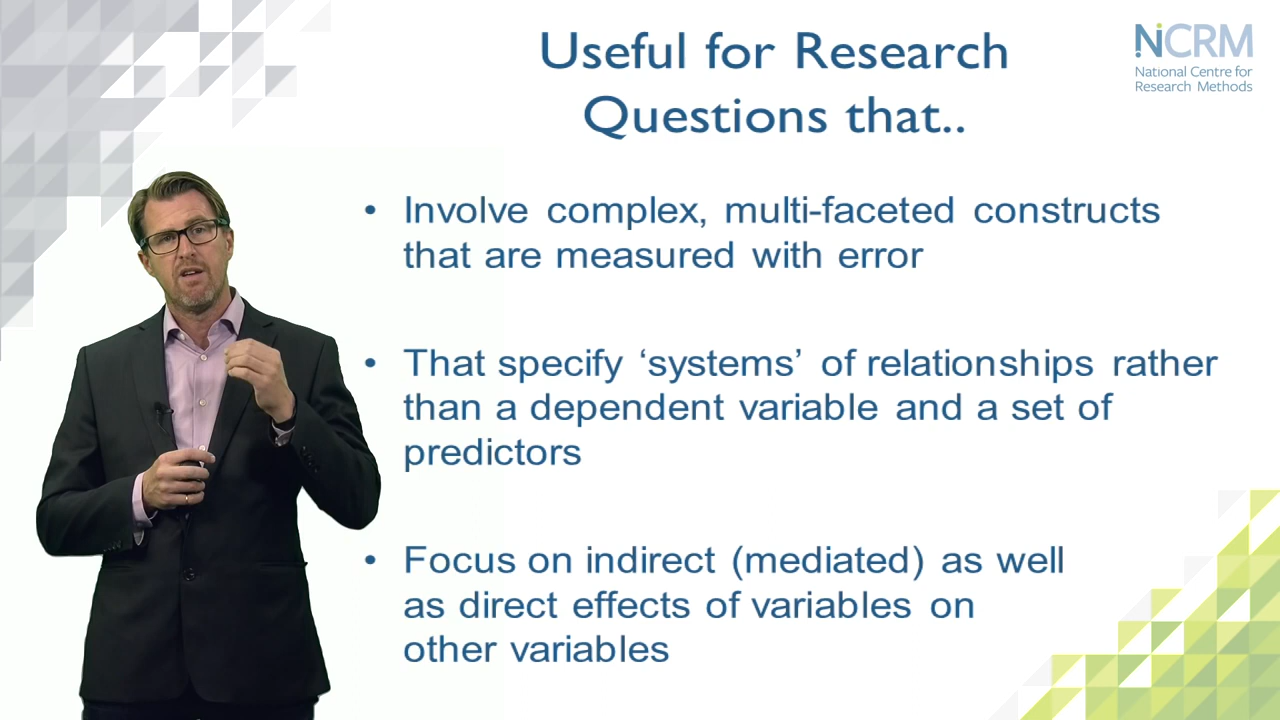 Useful for Research
Questions that..
NCRM
National Centre for
Research Methods
• Involve complex, multi-faceted constructs
that are measured with error
• That specify ‘systems’ of relationships rather
than a dependent variable and a set of
predictors
• Focus on indirect (mediated) as well
as direct effects of variables on
other variables